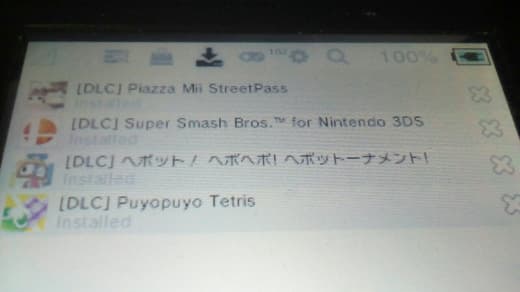 102
100%
[DLC] Piazza Mii StreetPass
Installed
[DLC] Super Smash Bros.™ for Nintendo 3DS
Installed
[DLC] ヘボット! ヘボヘボ! ヘボットーナメント!
Installed
[DLC] Puyopuyo Tetris
Installed